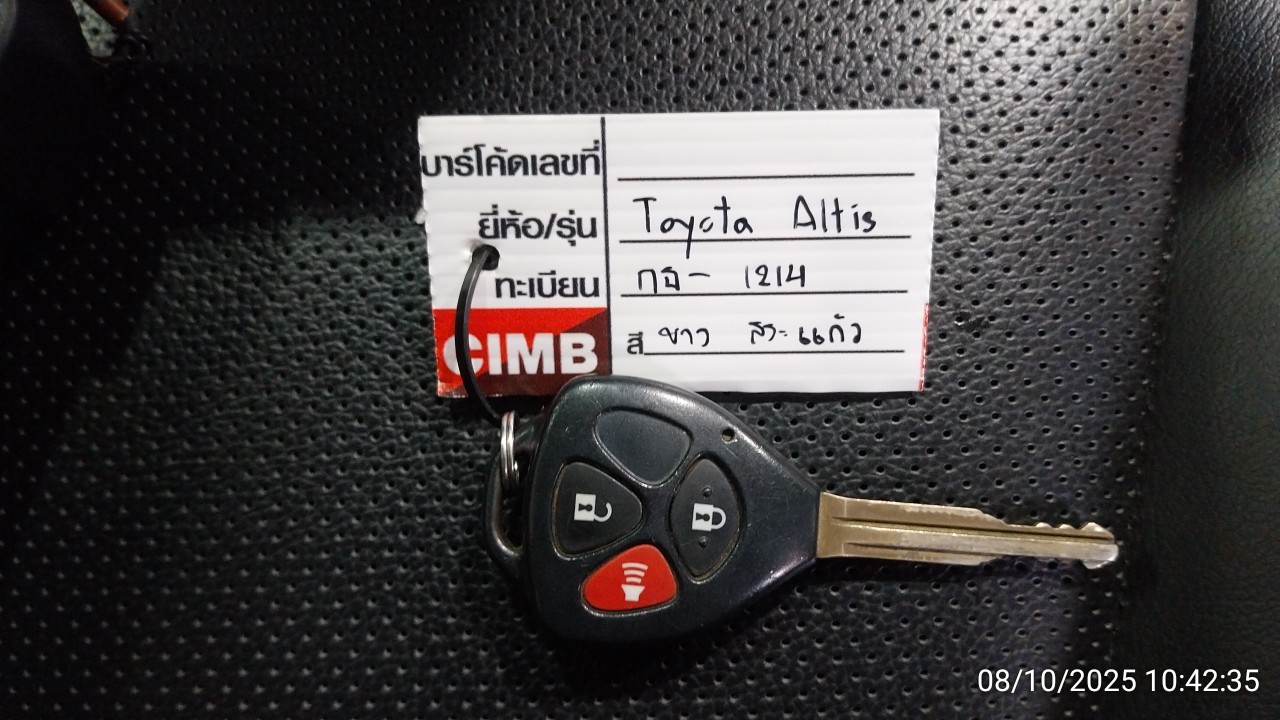 บาร์โค้ดเลขที่
ยี่ห้อ/รุ่น Toyota Altis
ทะเบียน กธ- 1214
CIMB สี ขาว สระแก้ว
08/10/2025 10:42:35